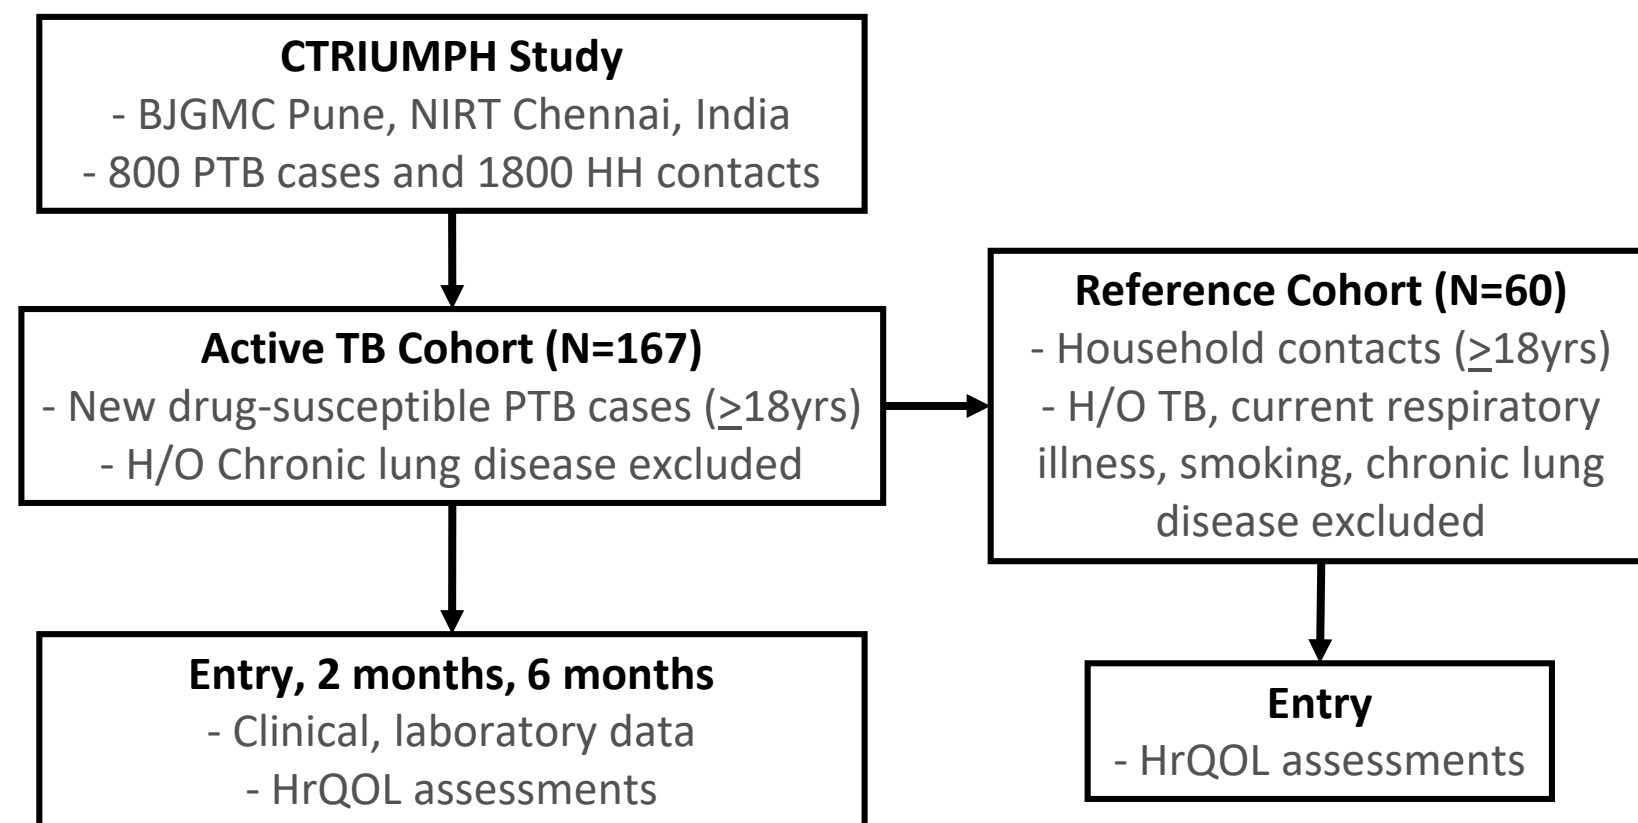 CTRIUMPH Study
- BJGMC Pune, NIRT Chennai, India
- 800 PTB cases and 1800 HH contacts
Active TB Cohort (N=167)
- New drug-susceptible PTB cases (≥18yrs)
- H/O Chronic lung disease excluded
Reference Cohort (N=60)
- Household contacts (≥18yrs)
- H/O TB, current respiratory
illness, smoking, chronic lung
disease excluded
Entry, 2 months, 6 months
- Clinical, laboratory data
- HrQOL assessments
Entry
- HrQOL assessments